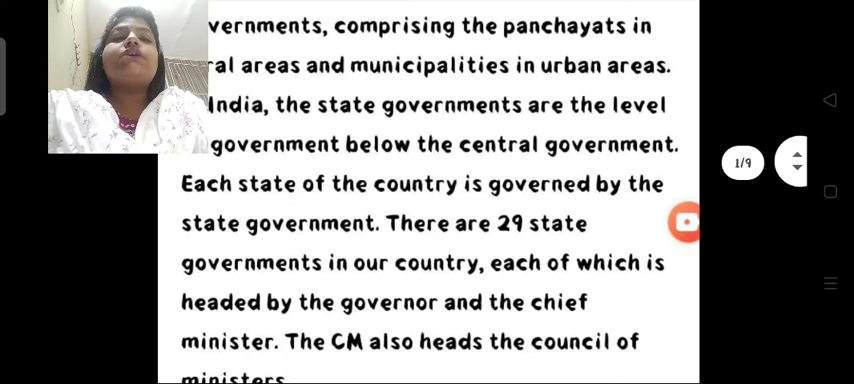 vernments, comprising the panchayats in
ral areas and municipalities in urban areas.
India, the state governments are the level
government below the central government.
Each state of the country is governed by the
state government. There are 29 state
governments in our country, each of which is
headed by the governor and the chief
minister. The CM also heads the council of
ministers
1/9